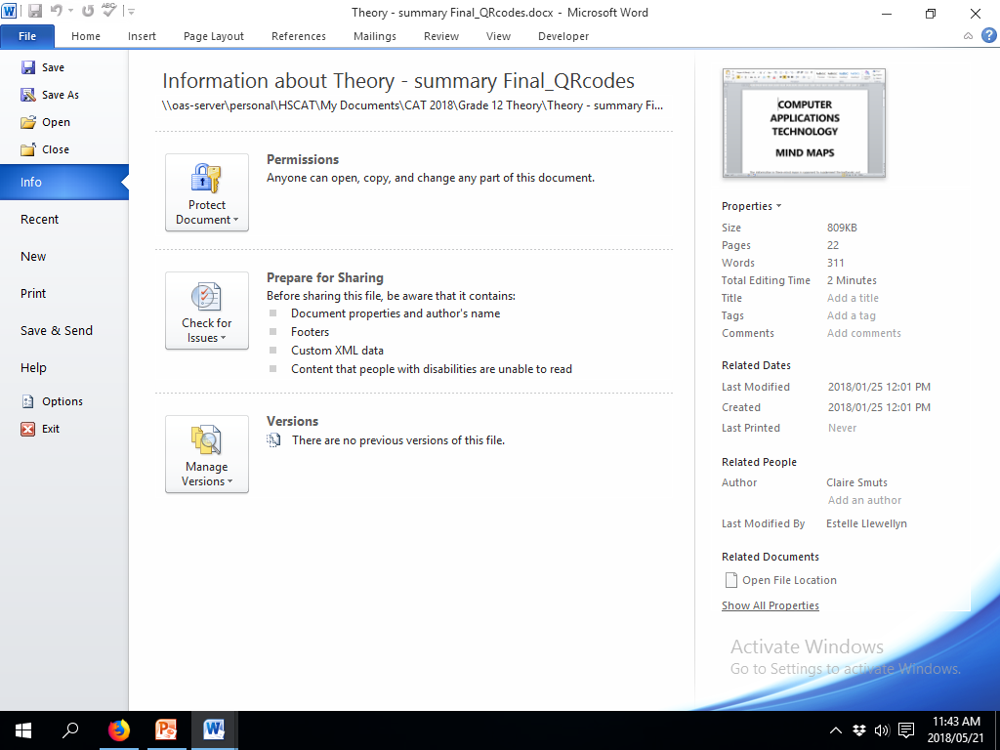 Theory - summary Final_QRcodes.docx - Microsoft Word
File Home Insert Page Layout References Mailings Review View Developer
Save
Save As
Open
Close
Info
Recent
New
Print
Save & Send
Help
Options
Exit
Information about Theory - summary Final_QRcodes
\\oas-server\personal\HSCAT\My Documents\CAT 2018\Grade 12 Theory\Theory - summary Fi...
Protect
Document
Permissions
Anyone can open, copy, and change any part of this document.
Check for
Issues
Prepare for Sharing
Before sharing this file, be aware that it contains:
Document properties and author's name
Footers
Custom XML data
Content that people with disabilities are unable to read
Manage
Versions
Versions
There are no previous versions of this file.
COMPUTER
APPLICATIONS
TECHNOLOGY
MIND MAPS
Properties
Size 809KB
Pages 22
Words 311
Total Editing Time 2 Minutes
Title Add a title
Tags Add a tag
Comments Add comments
Related Dates
Last Modified 2018/01/25 12:01 PM
Created 2018/01/25 12:01 PM
Last Printed Never
Related People
Author Claire Smuts
Add an author
Last Modified By Estelle Llewellyn
Related Documents
Open File Location
Show All Properties
Activate Windows
Go to Settings to activate Windows.
11:43 AM
2018/05/21